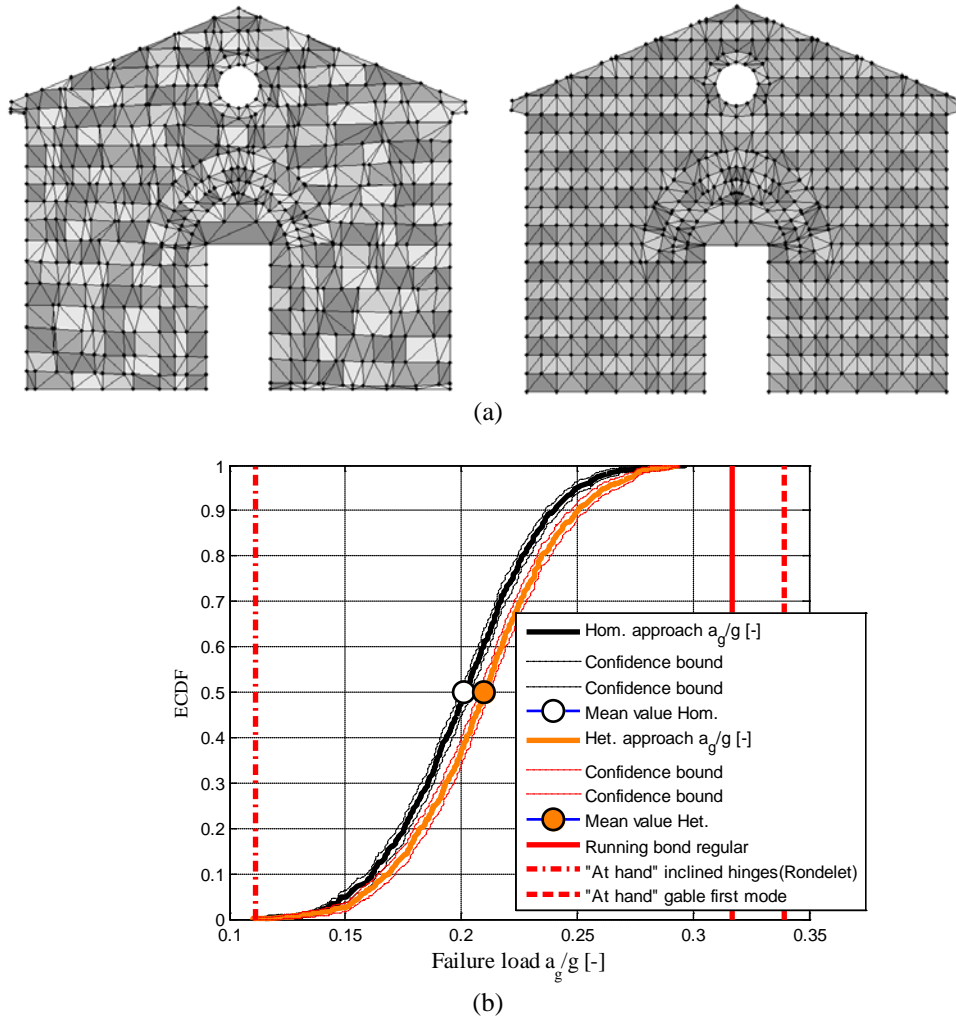 (a)
1
0.9
0.8
0.7
0.6
0.5
0.4
0.3
0.2
0.1
0
ECDF
0.1
0.15
0.2
0.25
0.3
0.35
Failure load a_g/g [-]
Hom. approach a_g/g [-]
Confidence bound
Confidence bound
Mean value Hom.
Het. approach a_g/g [-]
Confidence bound
Confidence bound
Mean value Het.
Running bond regular
"At hand" inclined hinges(Rondelet)
"At hand" gable first mode
(b)